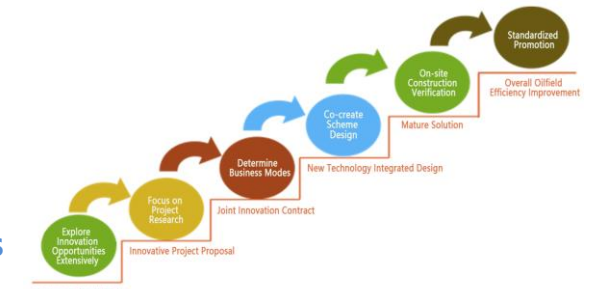 Explore
Innovation
Opportunities
Extensively
Innovative Project Proposal
Focus on
Project
Research
Joint Innovation Contract
Determine
Business Modes
New Technology Integrated Design
Co-create
Scheme
Design
Mature Solution
On-site
Construction
Verification
Overall Oilfield
Efficiency Improvement
Standardized
Promotion
s